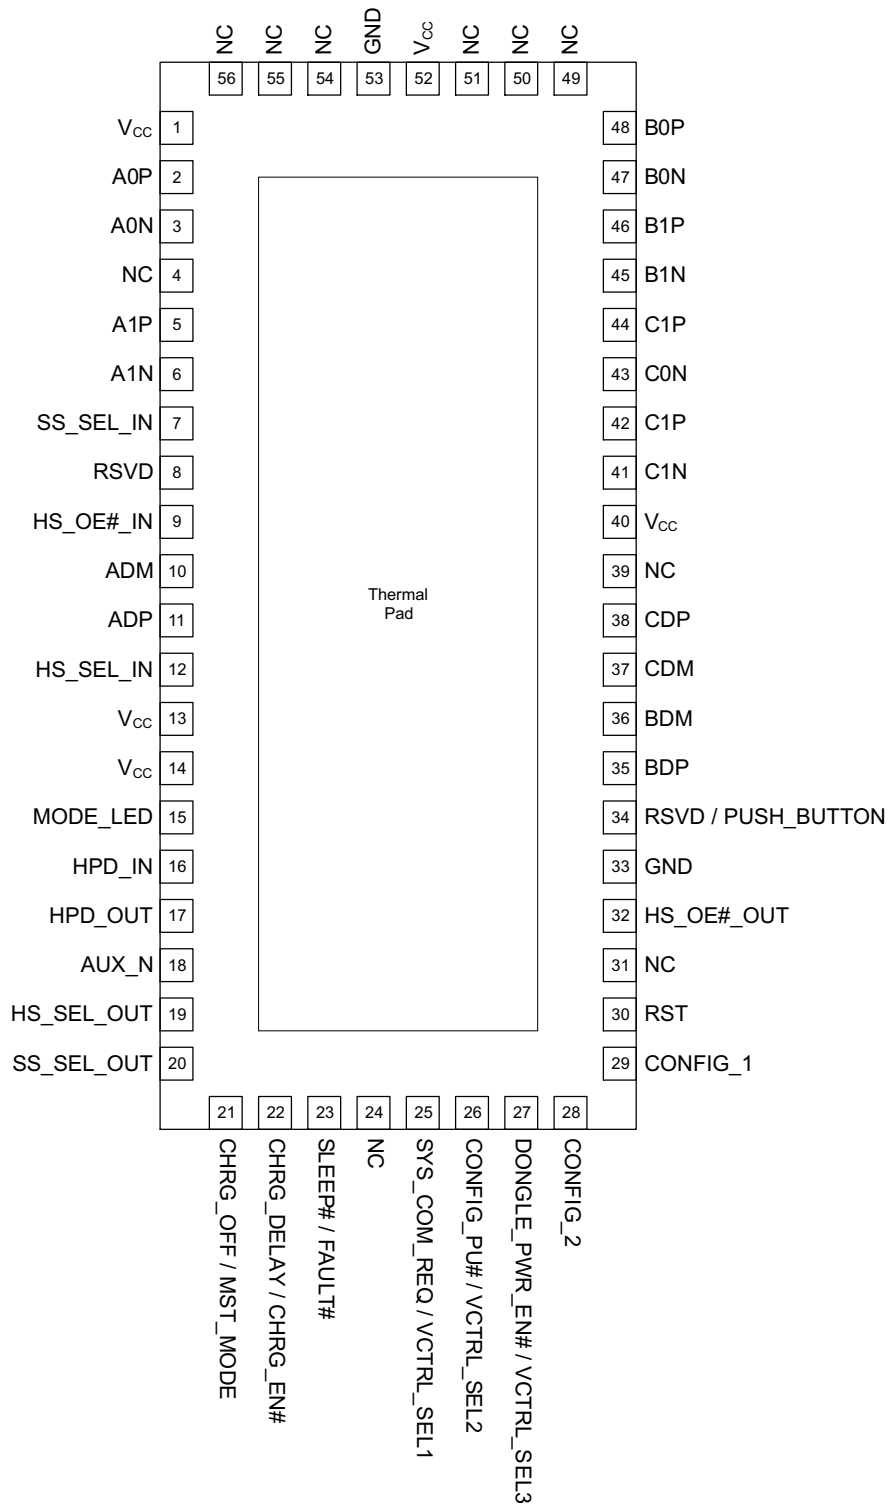 NC NC NC GND VCC NC NC NC
56 55 54 53 52 51 50 49
VCC 1 48 B0P
A0P 2 47 B0N
A0N 3 46 B1P
NC 4 45 B1N
A1P 5 44 C1P
A1N 6 43 C0N
SS_SEL_IN 7 42 C1P
RSVD 8 41 C1N
HS_OE#_IN 9 40 VCC
ADM 10 39 NC
Thermal
Pad
ADP 11 38 CDP
HS_SEL_IN 12 37 CDM
VCC 13 36 BDM
VCC 14 35 BDP
MODE_LED 15 34 RSVD / PUSH_BUTTON
HPD_IN 16 33 GND
HPD_OUT 17 32 HS_OE#_OUT
AUX_N 18 31 NC
HS_SEL_OUT 19 30 RST
SS_SEL_OUT 20 29 CONFIG_1
21 22 23 24 25 26 27 28
CHRG_OFF / MST_MODE
CHRG_DELAY / CHRG_EN#
SLEEP# / FAULT#
NC
SYS_COM_REQ / VCTRL_SEL1
CONFIG_PU# / VCTRL_SEL2
DONGLE_PWR_EN# / VCTRL_SEL3
CONFIG_2